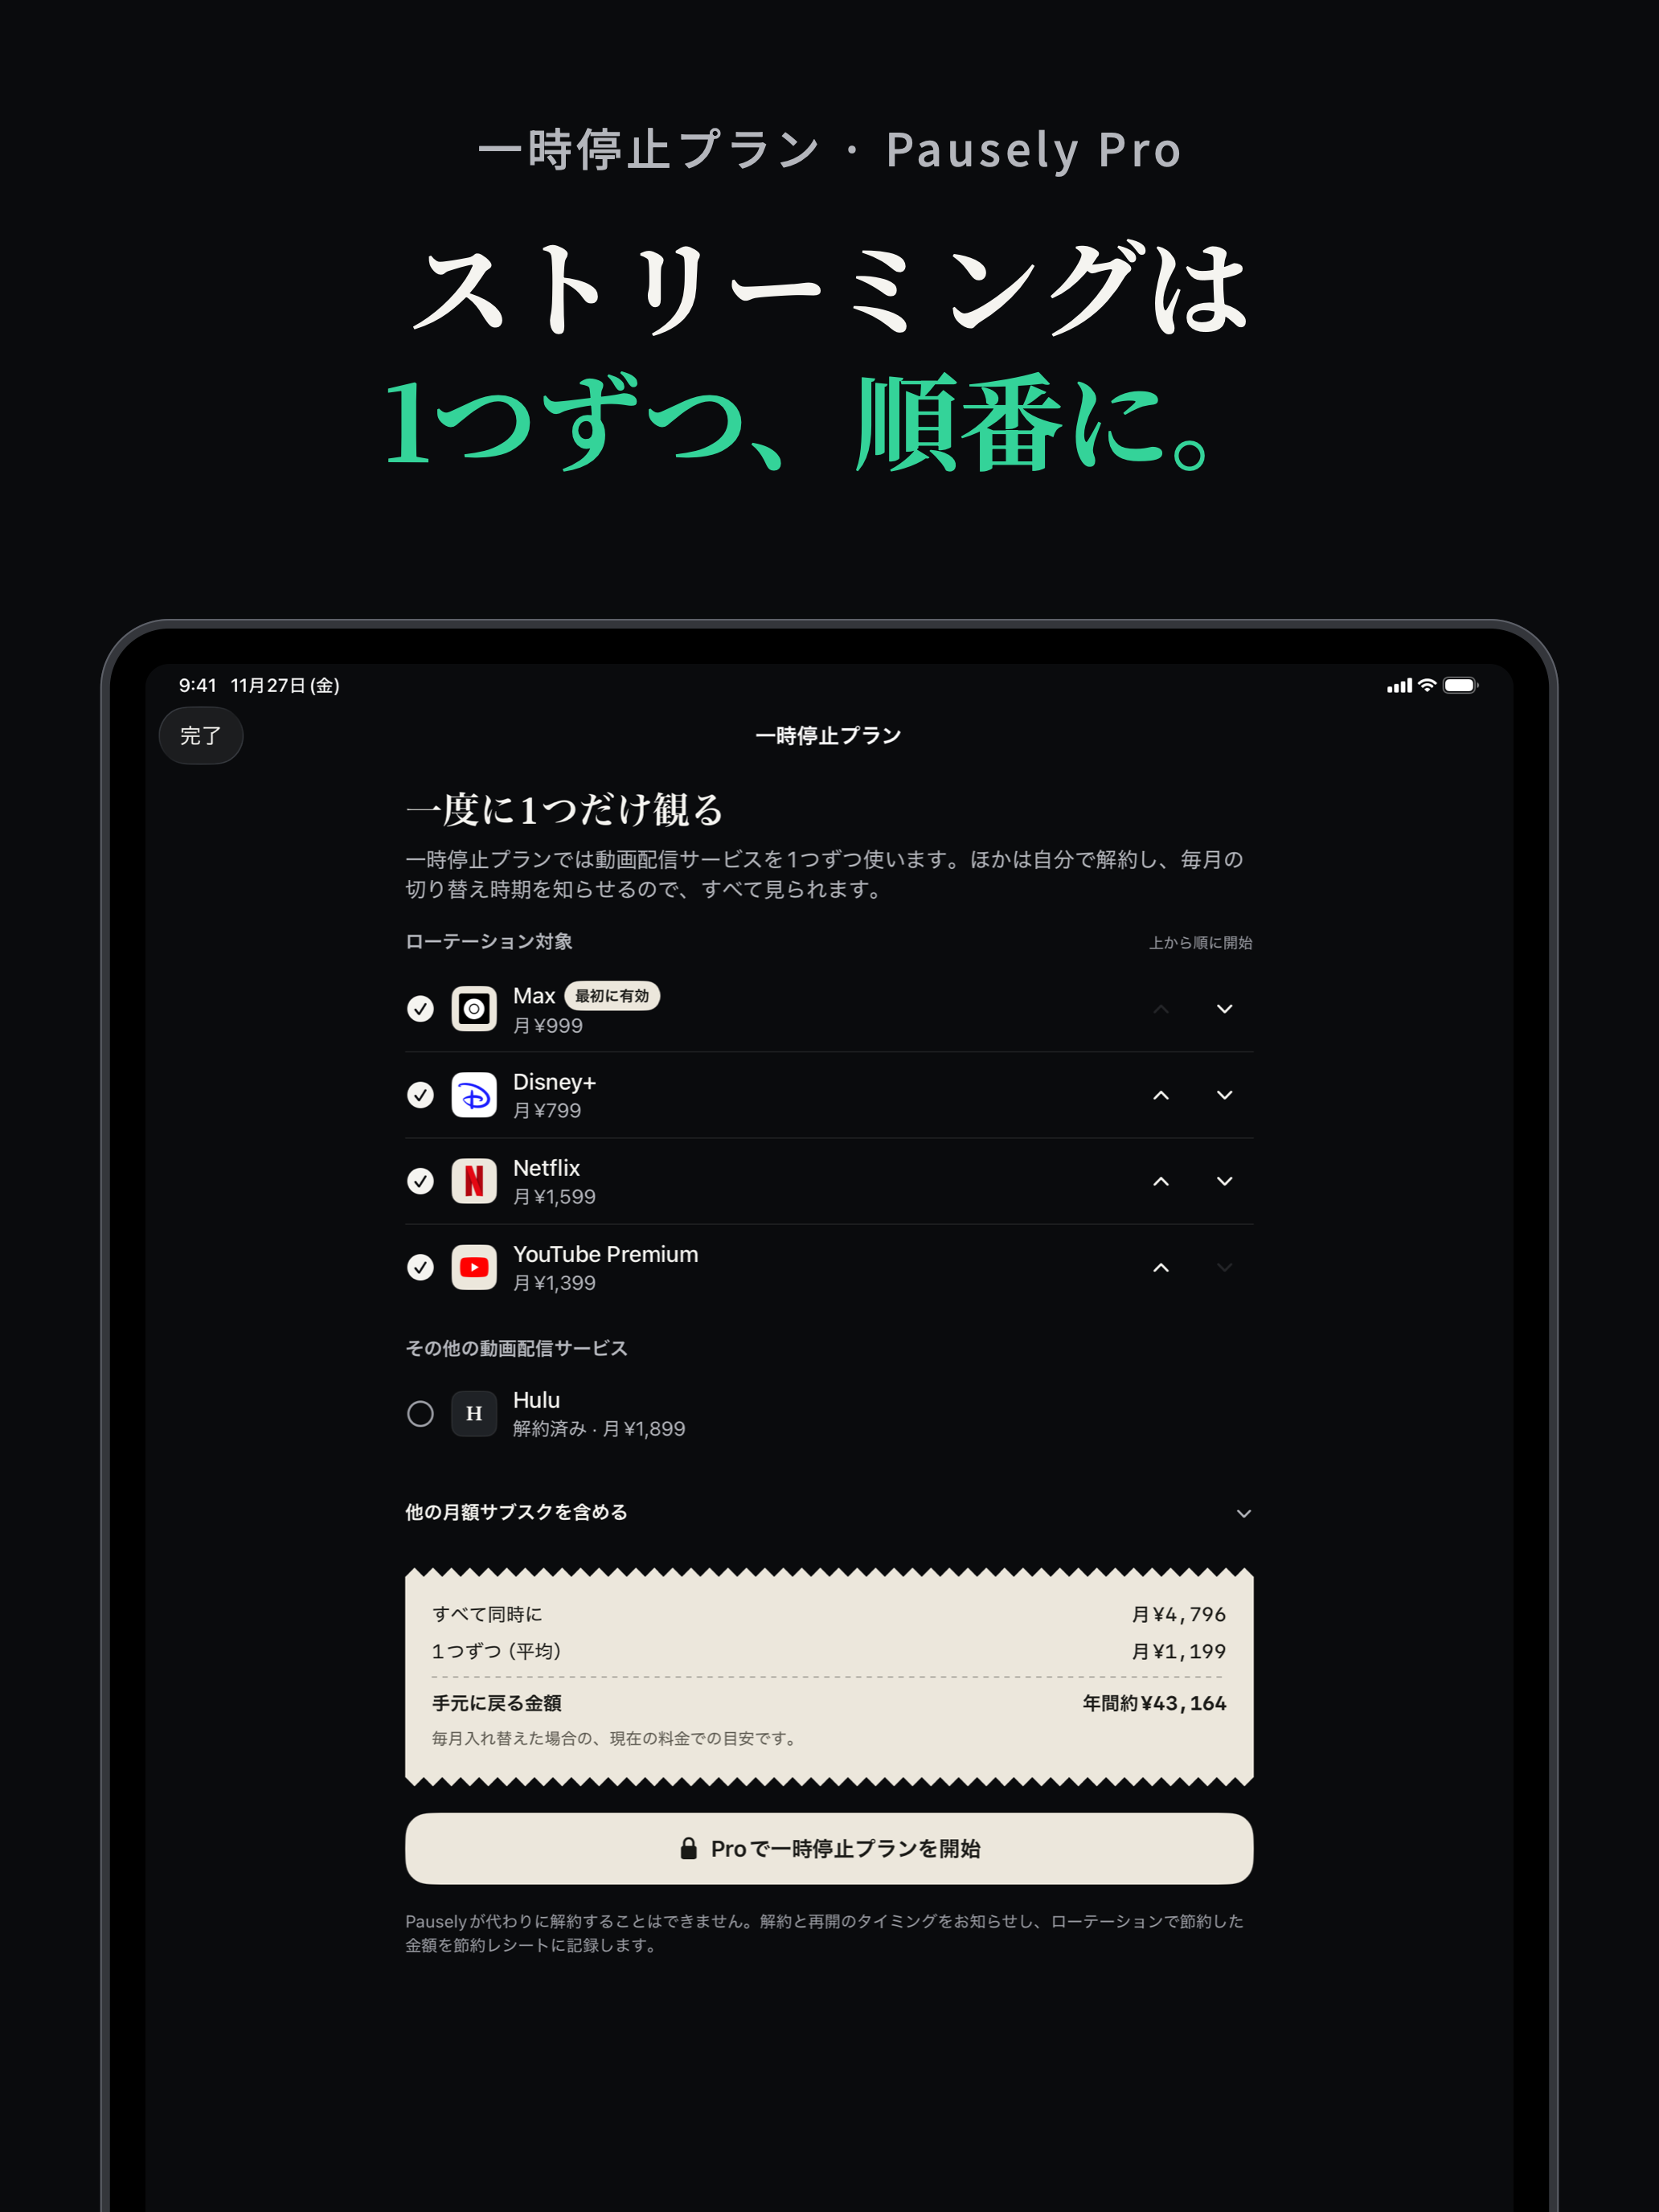 一時停止プラン · Pausely Pro
ストリーミングは
1つずつ、順番に。
9:41 11月27日(金)
完了
一時停止プラン
一度に1つだけ観る
一時停止プランでは動画配信サービスを1つずつ使います。ほかは自分で解約し、毎月の
切り替え時期を知らせるので、すべて見られます。
ローテーション対象
上から順に開始
Max 最初に有効
月¥999
Disney+
月¥799
Netflix
月¥1,599
YouTube Premium
月¥1,399
その他の動画配信サービス
H
Hulu
解約済み · 月¥1,899
他の月額サブスクを含める
すべて同時に 月¥4,796
1つずつ（平均） 月¥1,199
手元に戻る金額 年間約¥43,164
毎月入れ替えた場合の、現在の料金での目安です。
Proで一時停止プランを開始
Pauselyが代わりに解約することはできません。解約と再開のタイミングをお知らせし、ローテーションで節約した
金額を節約レシートに記録します。